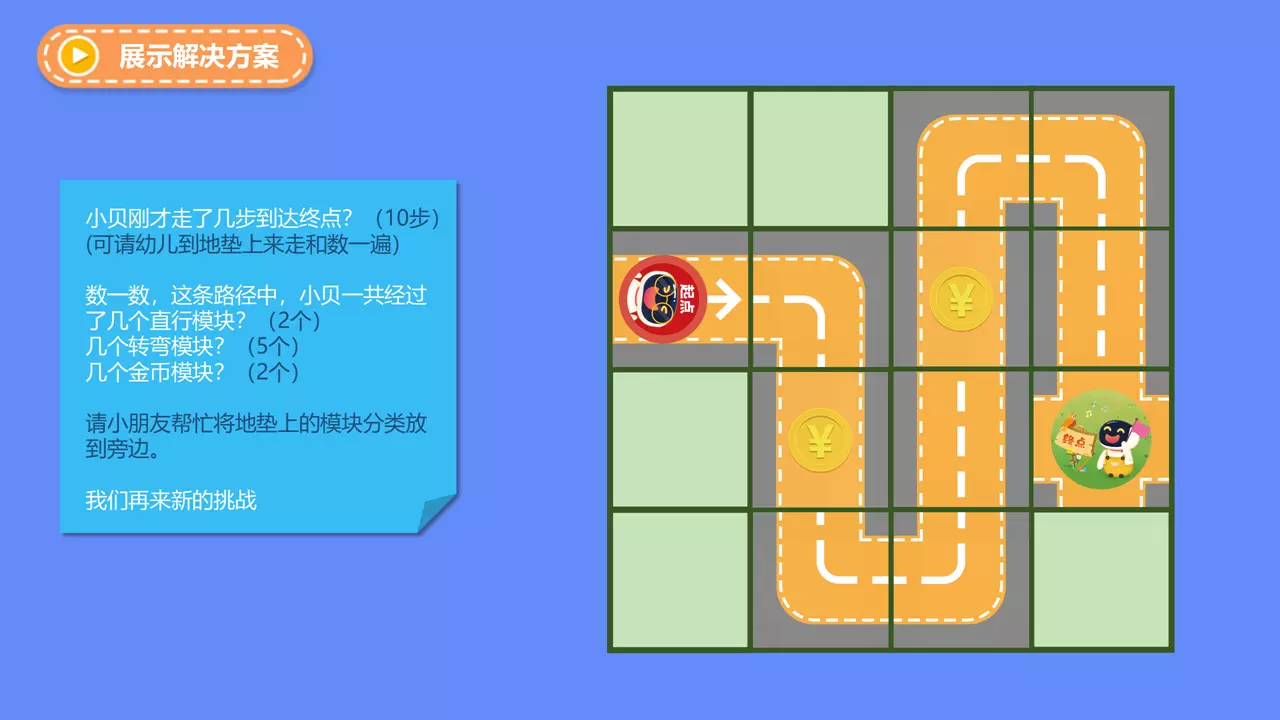 展示解决方案
小贝刚才走了几步到达终点？（10步）
(可请幼儿到地垫上来走和数一遍）
数一数，这条路径中，小贝一共经过
了几个直行模块？（2个）
几个转弯模块？（5个）
几个金币模块？（2个）
请小朋友帮忙将地垫上的模块分类放
到旁边。
我们再来新的挑战
起点
¥
¥
终点